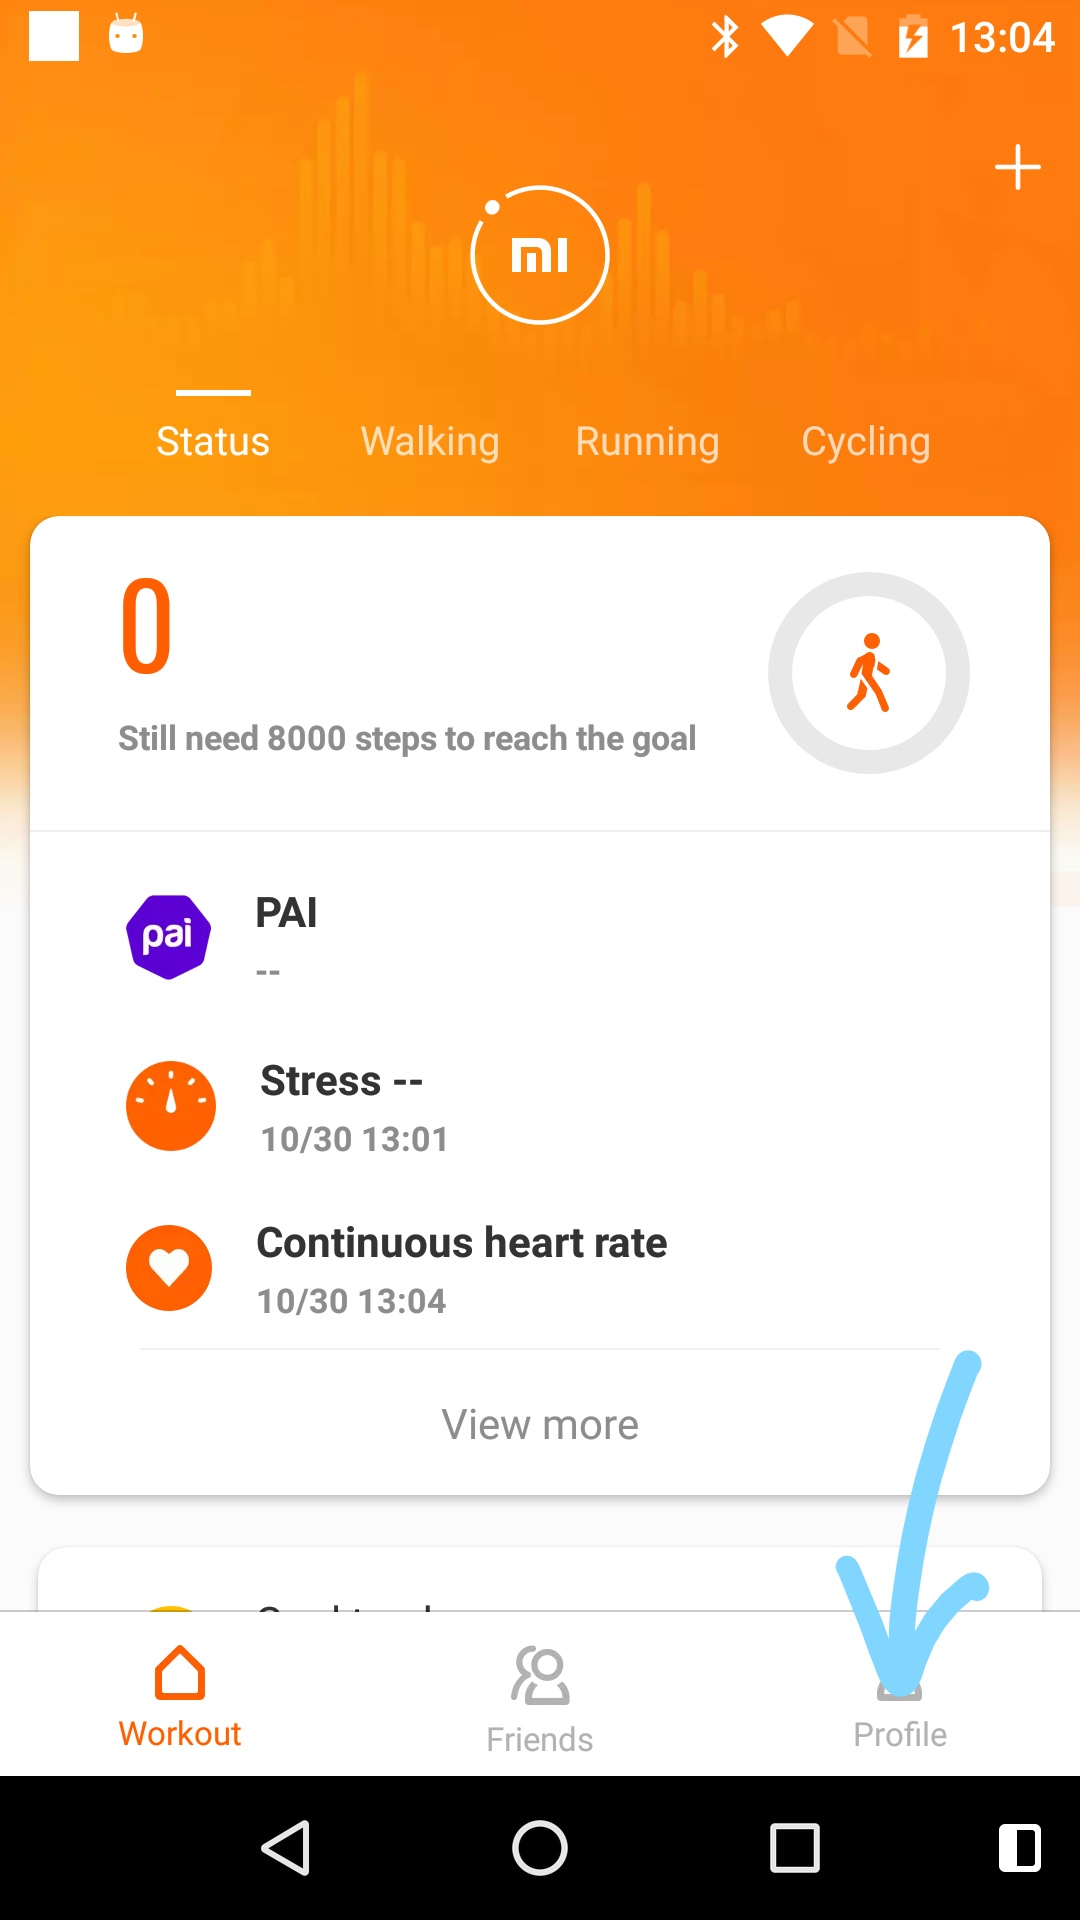 13:04
mi
Status Walking Running Cycling
0
Still need 8000 steps to reach the goal
pai
PAI
--
Stress --
10/30 13:01
Continuous heart rate
10/30 13:04
View more
Workout Friends Profile